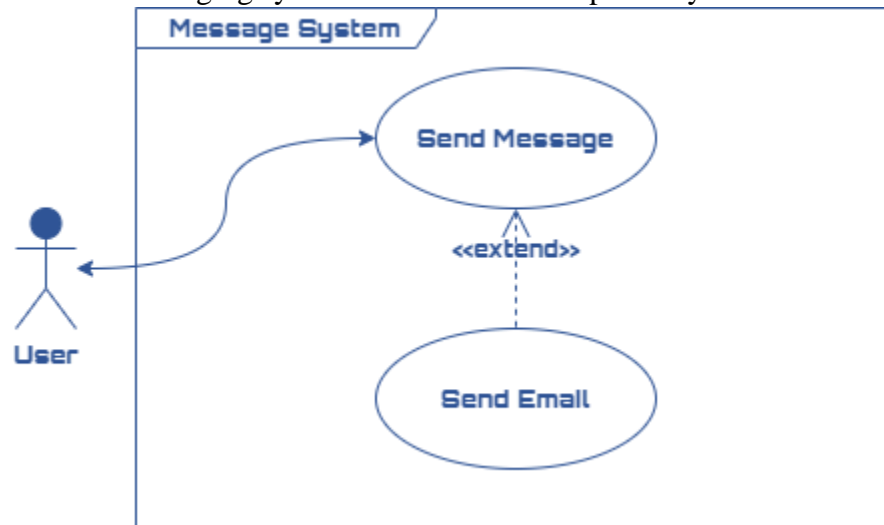 Message System
Send Message
<<extend>>
User
Send Email